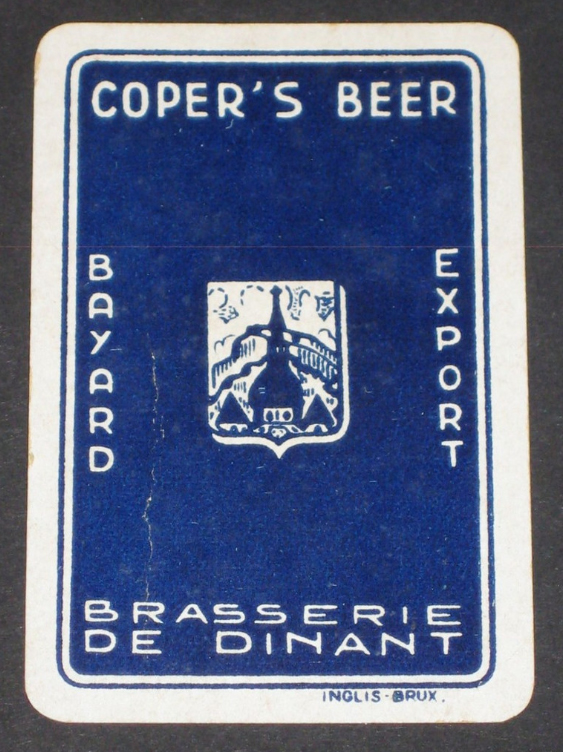 COPER'S BEER
BAYARD
EXPORT
BRASSERIE
DE DINANT
INGLIS-BRUX.